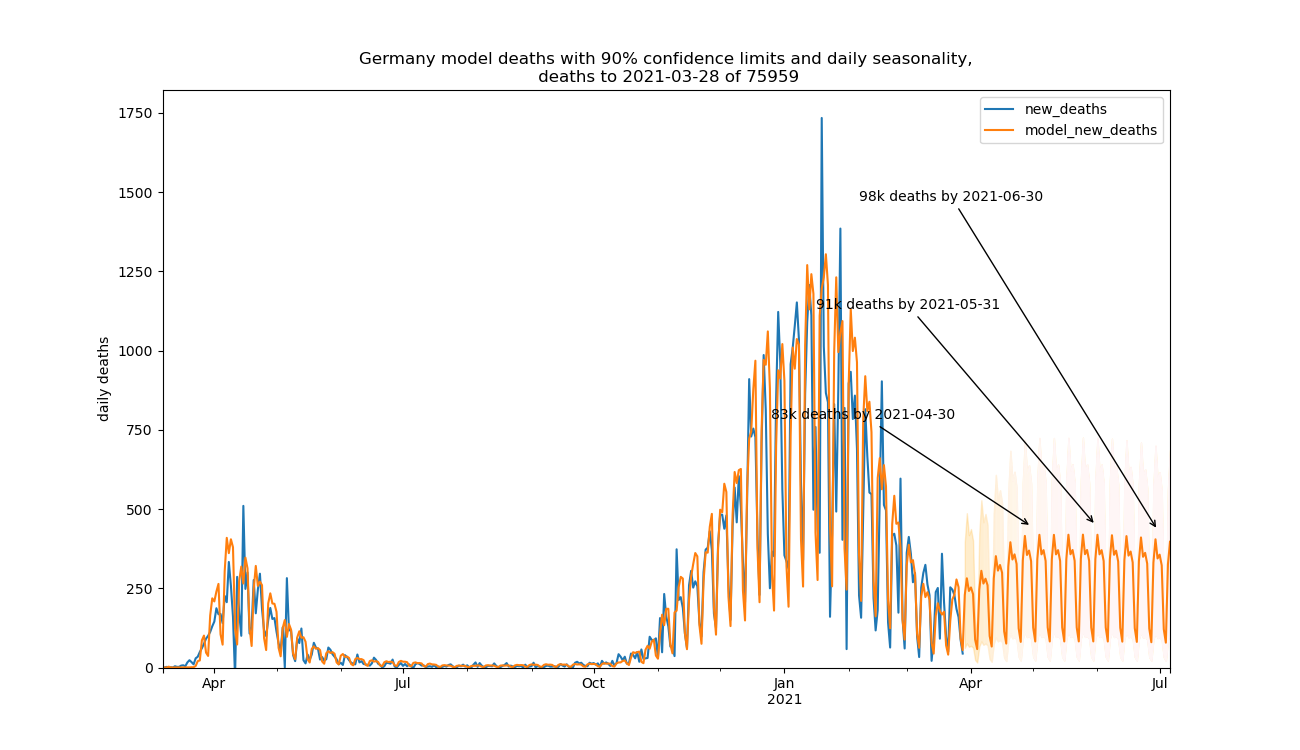 Germany model deaths with 90% confidence limits and daily seasonality,
deaths to 2021-03-28 of 75959
new_deaths
model_new_deaths
98k deaths by 2021-06-30
91k deaths by 2021-05-31
83k deaths by 2021-04-30
daily deaths
1750
1500
1250
1000
750
500
250
0
Apr
Jul
Oct
Jan
2021
Apr
Jul